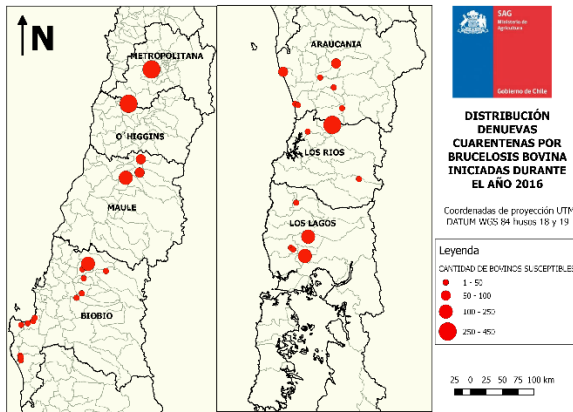 N
METROPOLITANA
O´HIGGINS
MAULE
BIOBIO
ARAUCANIA
LOS RIOS
LOS LAGOS
SAG
Ministerio de
Agricultura
Gobierno de Chile
DISTRIBUCIÓN
DENUEVAS
CUARENTENAS POR
BRUCELOSIS BOVINA
INICIADAS DURANTE
EL AÑO 2016
Coordenadas de proyección UTM
DATUM WGS 84 husos 18 y 19
Leyenda
CANTIDAD DE BOVINOS SUSCEPTIBLES
1 - 50
50 - 100
100 - 250
250 - 450
25 0 25 50 75 100 km